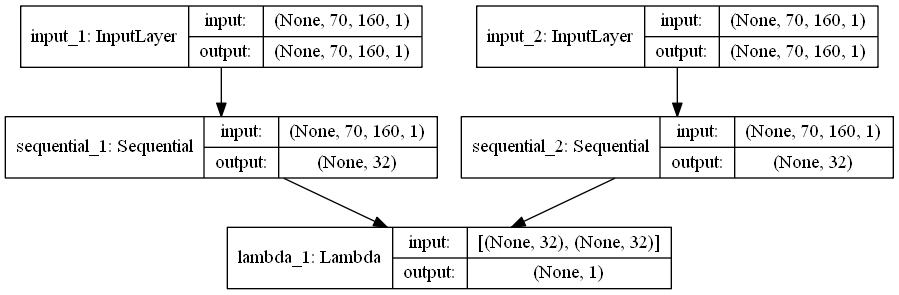 input_1: InputLayer
input: (None, 70, 160, 1)
output: (None, 70, 160, 1)
input_2: InputLayer
input: (None, 70, 160, 1)
output: (None, 70, 160, 1)
sequential_1: Sequential
input: (None, 70, 160, 1)
output: (None, 32)
sequential_2: Sequential
input: (None, 70, 160, 1)
output: (None, 32)
lambda_1: Lambda
input: [(None, 32), (None, 32)]
output: (None, 1)